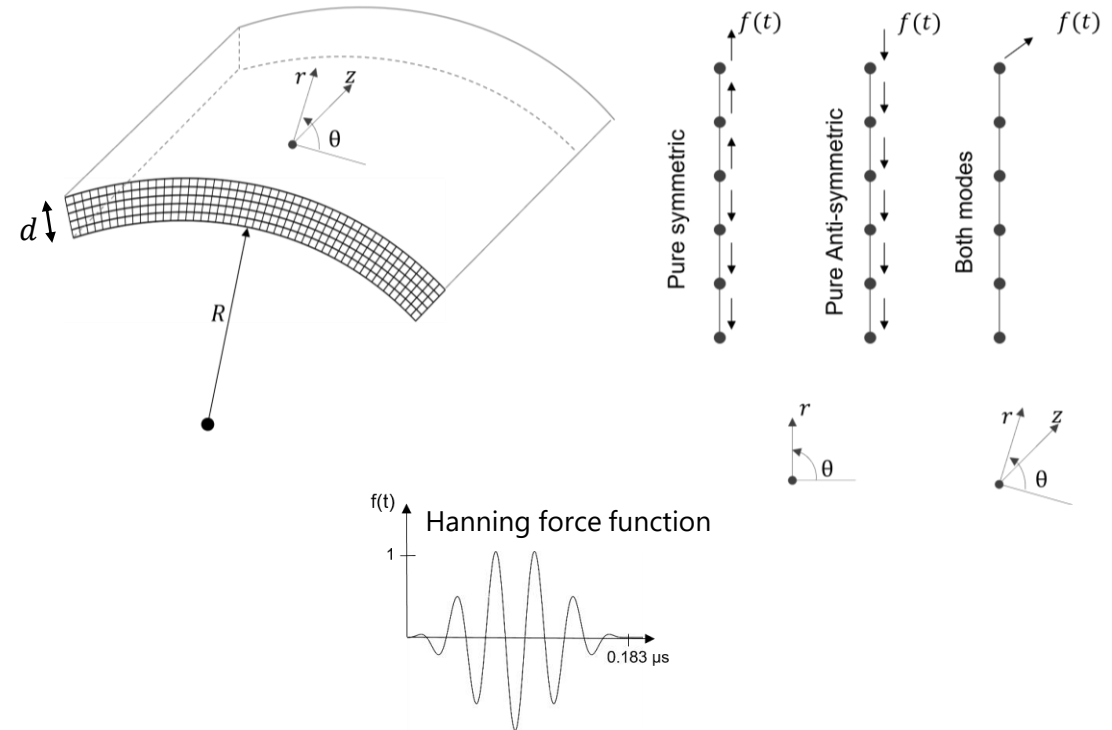 r
z
θ
d
R
f(t)
Pure symmetric
f(t)
Pure Anti-symmetric
f(t)
Both modes
r
θ
r
z
θ
f(t)
Hanning force function
1
0.183 μs